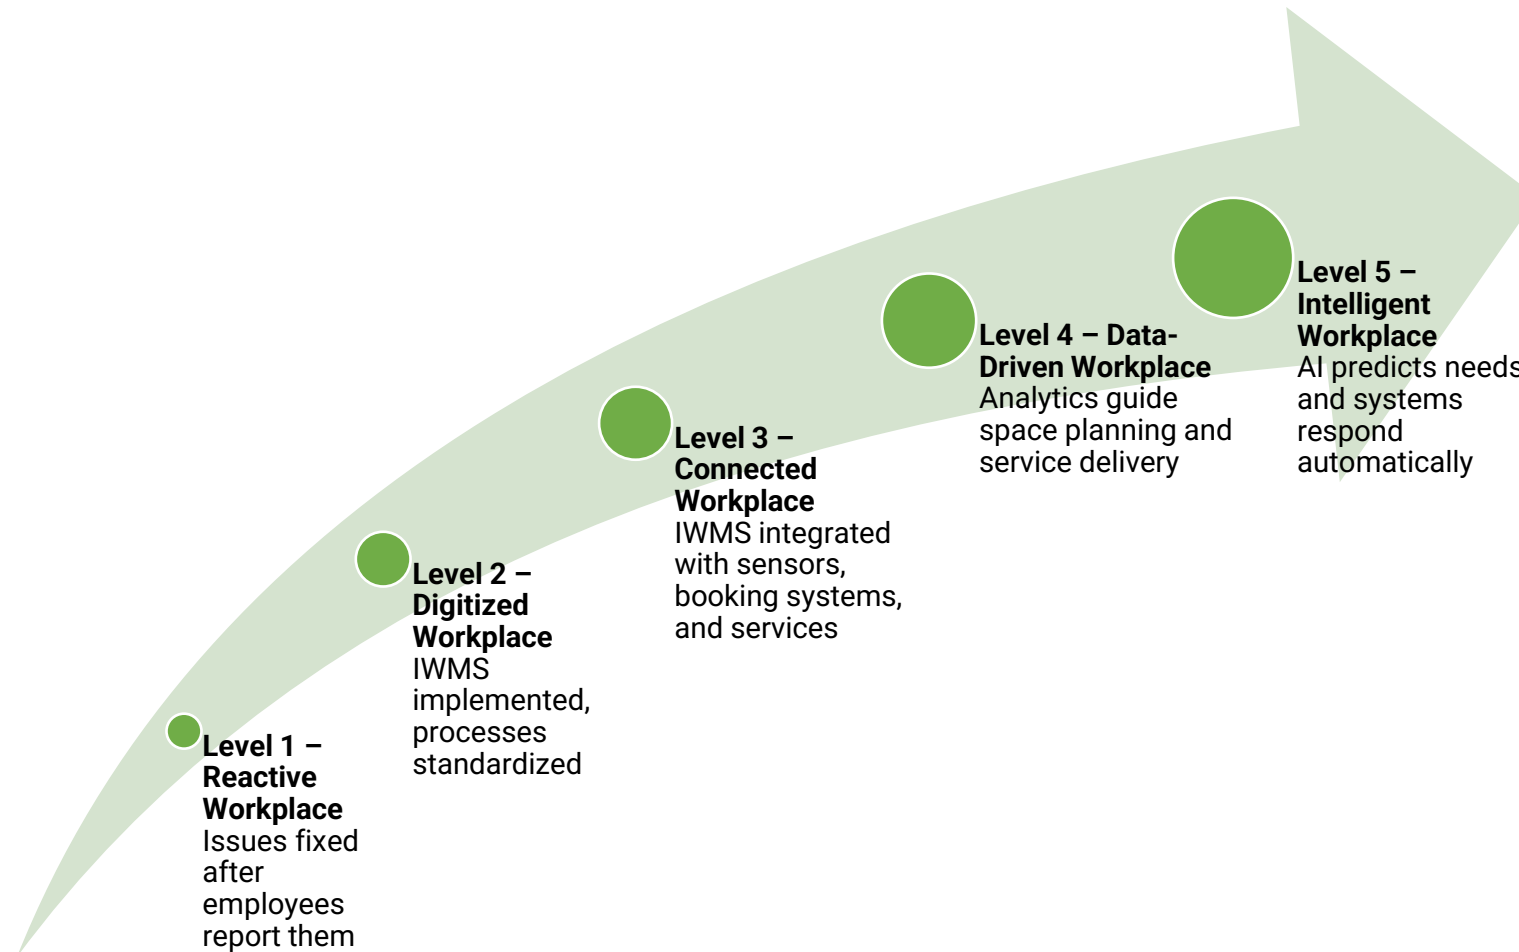 Level 1 –
Reactive
Workplace
Issues fixed
after
employees
report them
Level 2 –
Digitized
Workplace
IWMS
implemented,
processes
standardized
Level 3 –
Connected
Workplace
IWMS integrated
with sensors,
booking systems,
and services
Level 4 – Data-
Driven Workplace
Analytics guide
space planning and
service delivery
Level 5 –
Intelligent
Workplace
AI predicts needs
and systems
respond
automatically